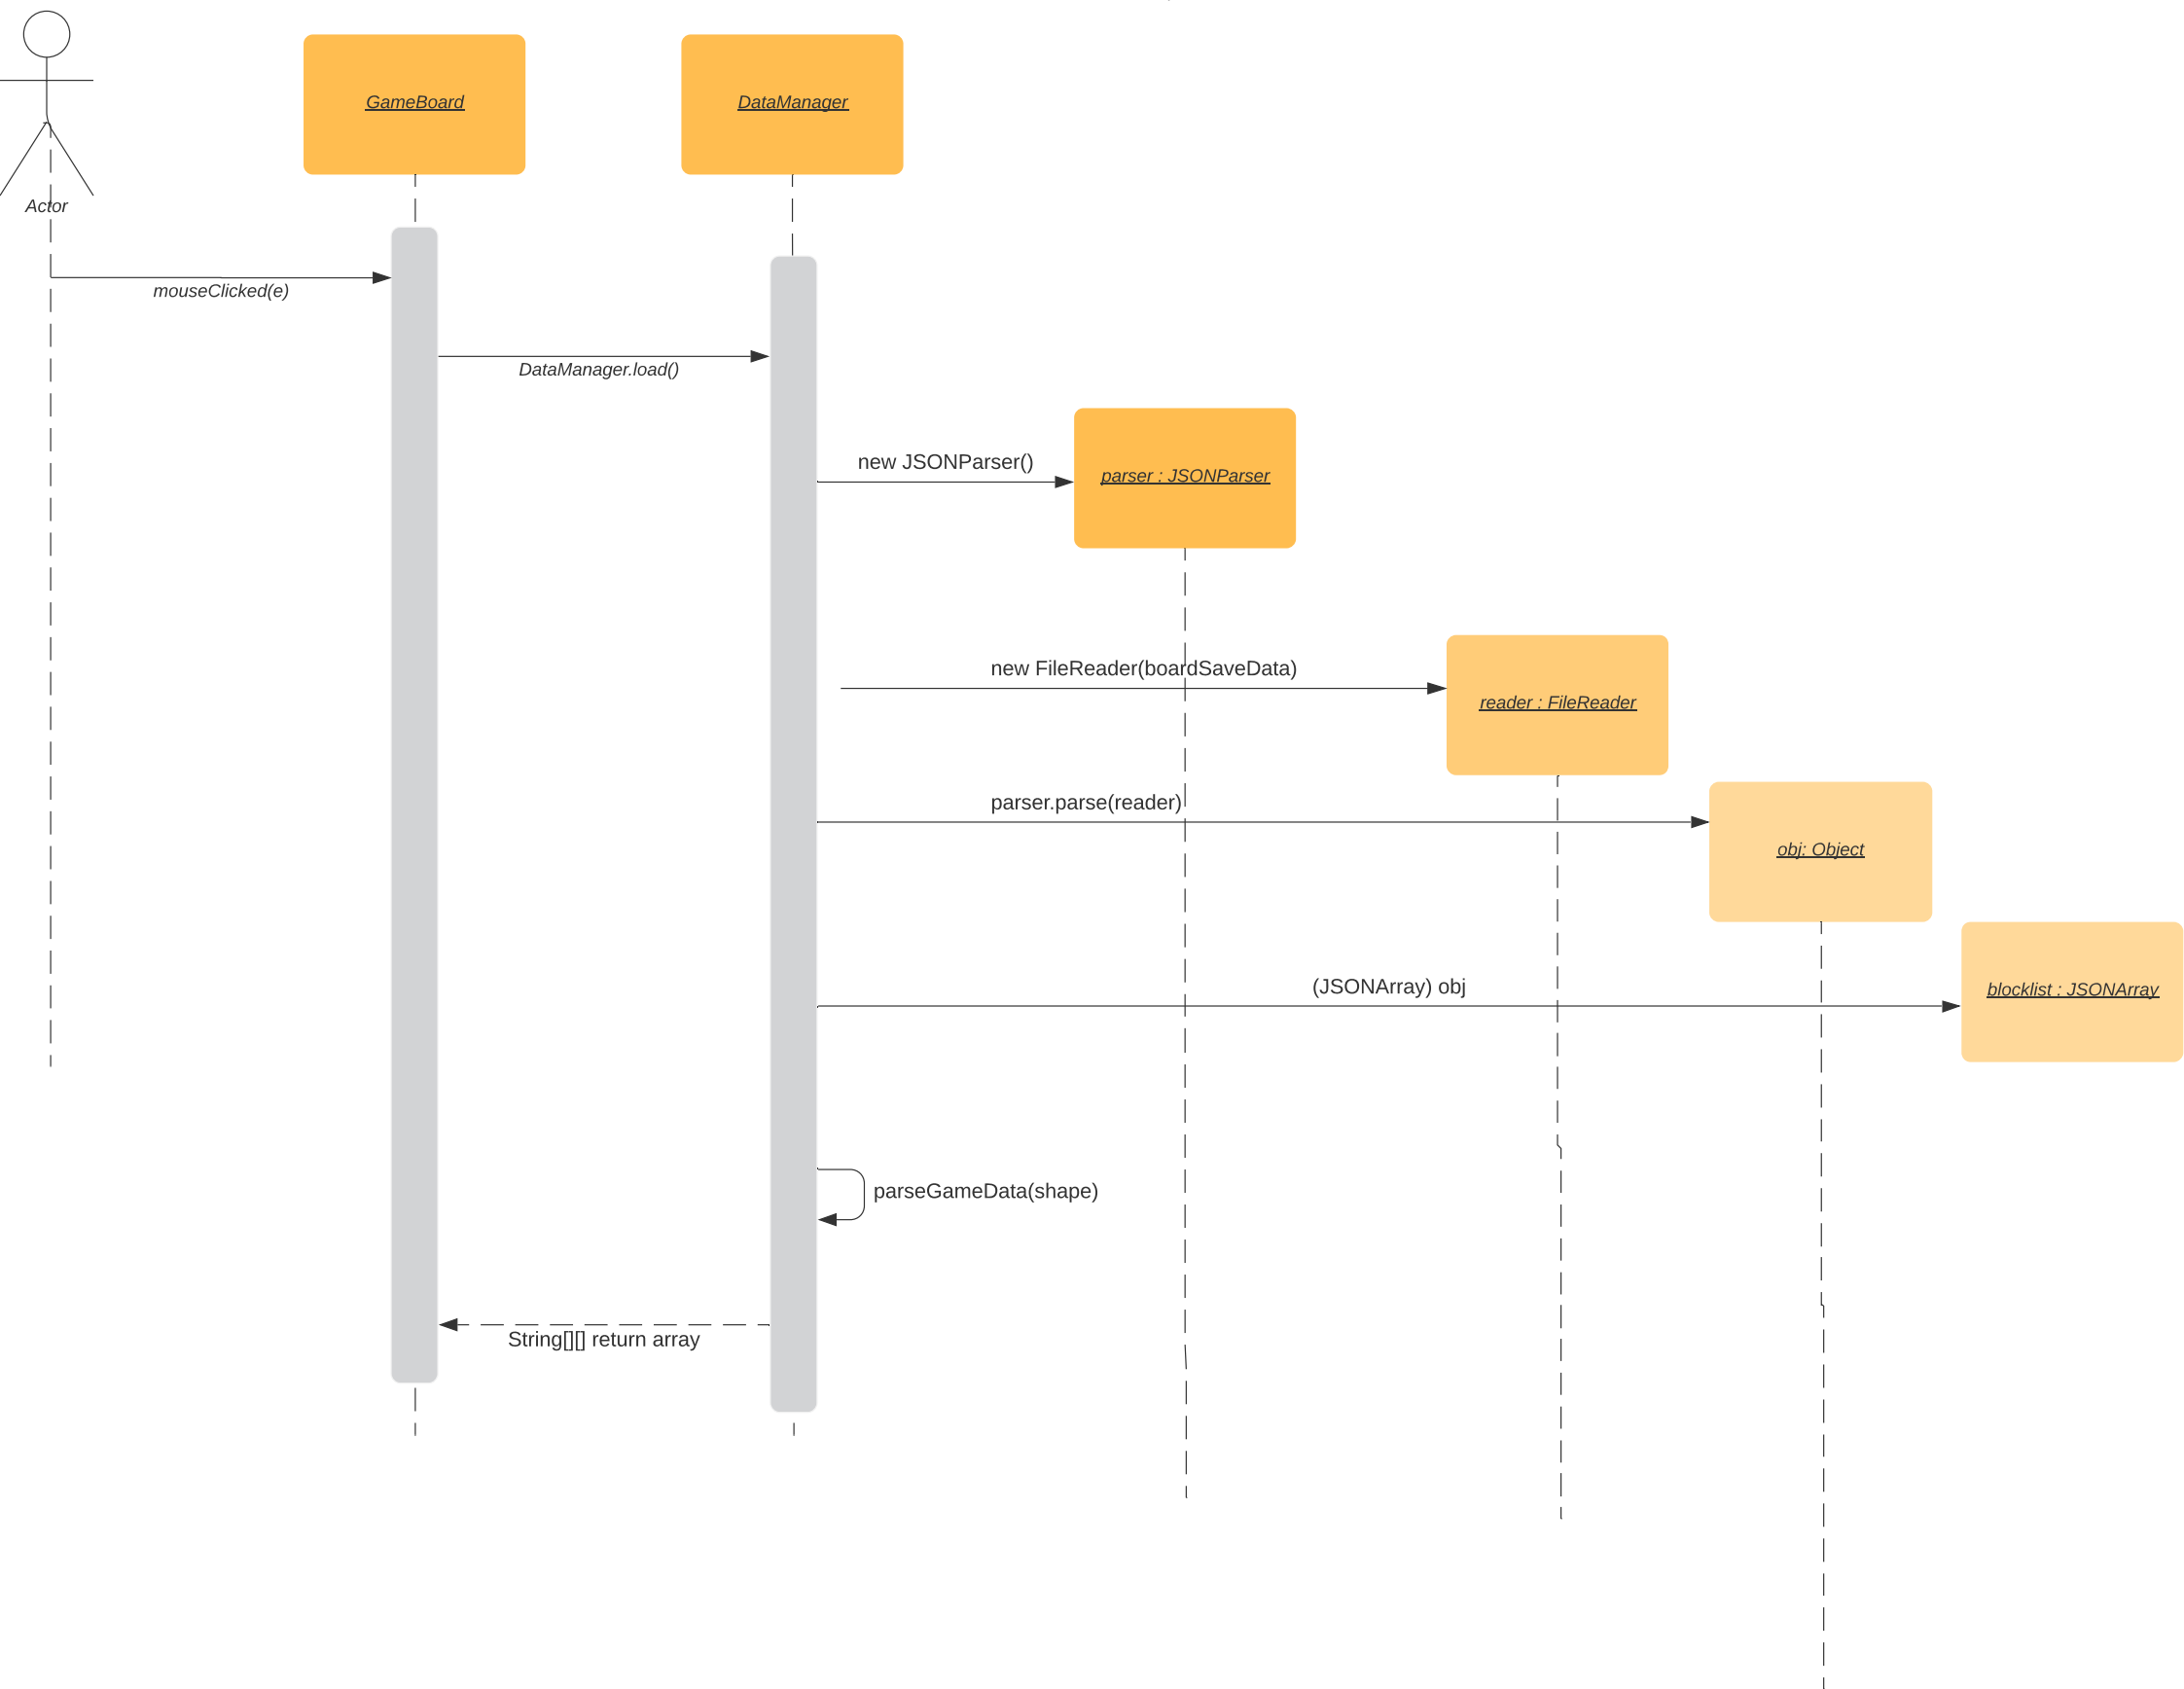 GameBoard
DataManager
Actor
mouseClicked(e)
DataManager.load()
new JSONParser()
parser : JSONParser
new FileReader(boardSaveData)
reader : FileReader
parser.parse(reader)
obj: Object
(JSONArray) obj
blocklist : JSONArray
parseGameData(shape)
String[][] return array